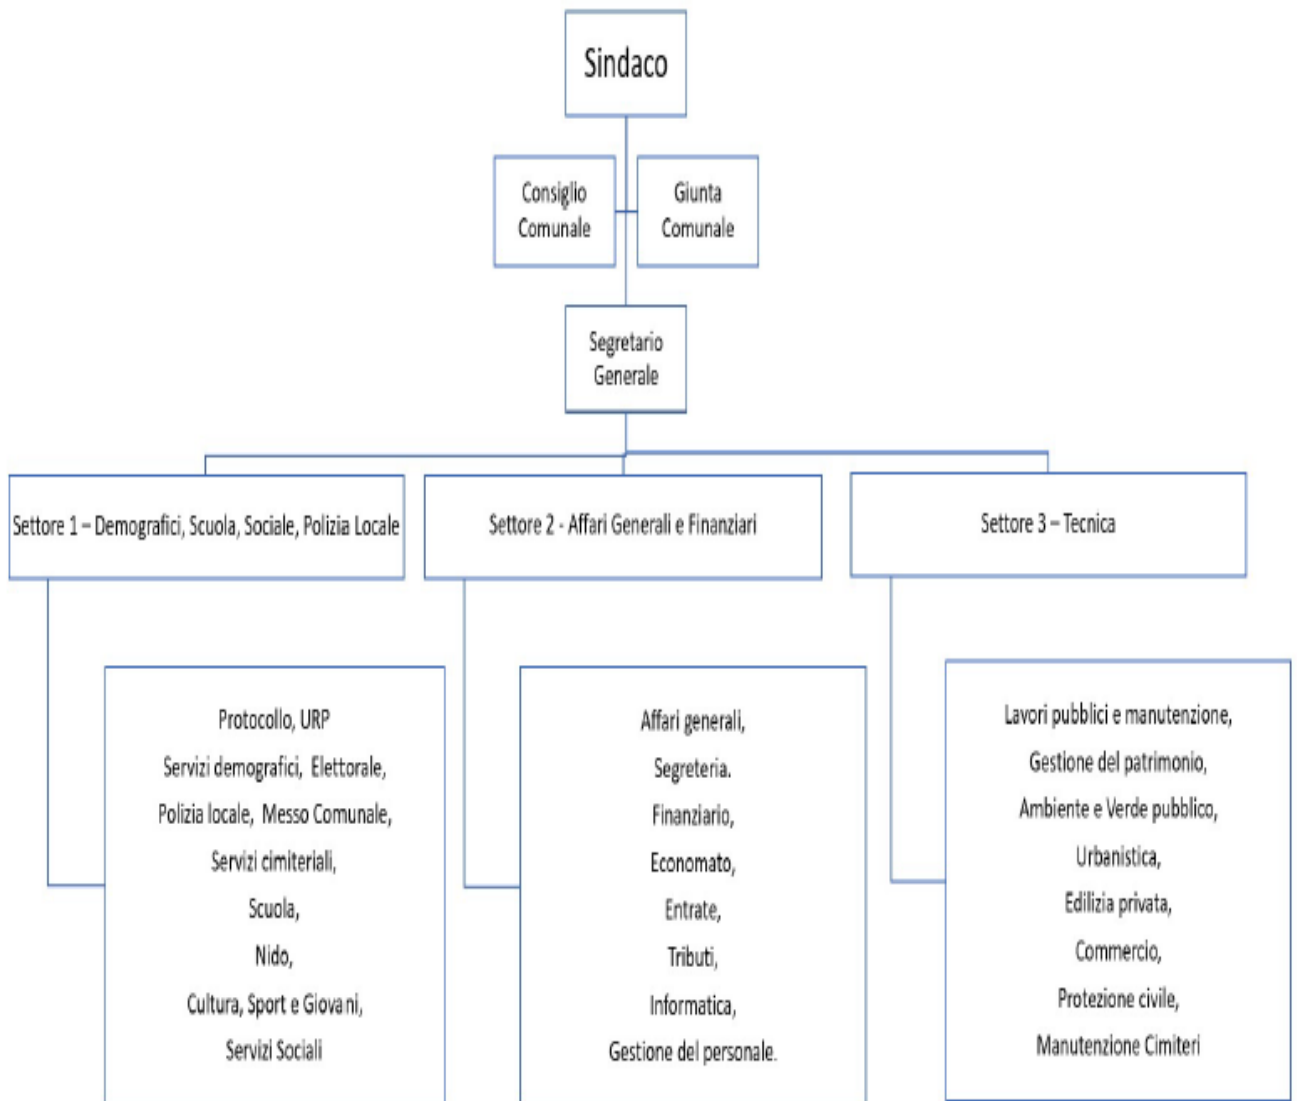 Sindaco
Consiglio
Comunale
Giunta
Comunale
Segretario
Generale
Settore 1 – Demografici, Scuola, Sociale, Polizia Locale
Settore 2 - Affari Generali e Finanziari
Settore 3 – Tecnica
Protocollo, URP
Servizi demografici, Elettorale,
Polizia locale, Messo Comunale,
Servizi cimiteriali,
Scuola,
Nido,
Cultura, Sport e Giovani,
Servizi Sociali
Affari generali,
Segreteria.
Finanziario,
Economato,
Entrate,
Tributi,
Informatica,
Gestione del personale.
Lavori pubblici e manutenzione,
Gestione del patrimonio,
Ambiente e Verde pubblico,
Urbanistica,
Edilizia privata,
Commercio,
Protezione civile,
Manutenzione Cimiteri